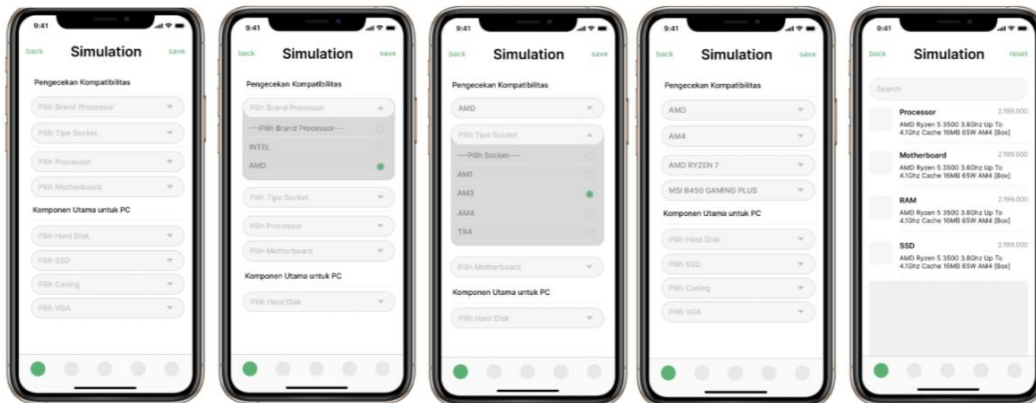 9:41
back Simulation save
Pengecekan Kompatibilitas
Pilih Brand Processor
Pilih Tipe Socket
Pilih Processor
Pilih Motherboard
Komponen Utama untuk PC
Pilih Hard Disk
Pilih SSD
Pilih Casing
Pilih VGA
9:41
back Simulation save
Pengecekan Kompatibilitas
Pilih Brand Processor
---Pilih Brand Processor---
INTEL
AMD
Pilih Tipe Socket
Pilih Processor
Pilih Motherboard
Komponen Utama untuk PC
Pilih Hard Disk
9:41
back Simulation save
Pengecekan Kompatibilitas
AMD
Pilih Tipe Socket
---Pilih Socket---
AM1
AM3
AM4
TR4
Pilih Motherboard
Komponen Utama untuk PC
Pilih Hard Disk
9:41
back Simulation save
Pengecekan Kompatibilitas
AMD
AM4
AMD RYZEN 7
MSI B450 GAMING PLUS
Komponen Utama untuk PC
Pilih Hard Disk
Pilih SSD
Pilih Casing
Pilih VGA
9:41
back Simulation reset
Search
Processor 2.199.000
AMD Ryzen 5 3500 3.6Ghz Up To
4.1Ghz Cache 16MB 65W AM4 [Box]
Motherboard 2.199.000
AMD Ryzen 5 3500 3.6Ghz Up To
4.1Ghz Cache 16MB 65W AM4 [Box]
RAM 2.199.000
AMD Ryzen 5 3500 3.6Ghz Up To
4.1Ghz Cache 16MB 65W AM4 [Box]
SSD 2.199.000
AMD Ryzen 5 3500 3.6Ghz Up To
4.1Ghz Cache 16MB 65W AM4 [Box]